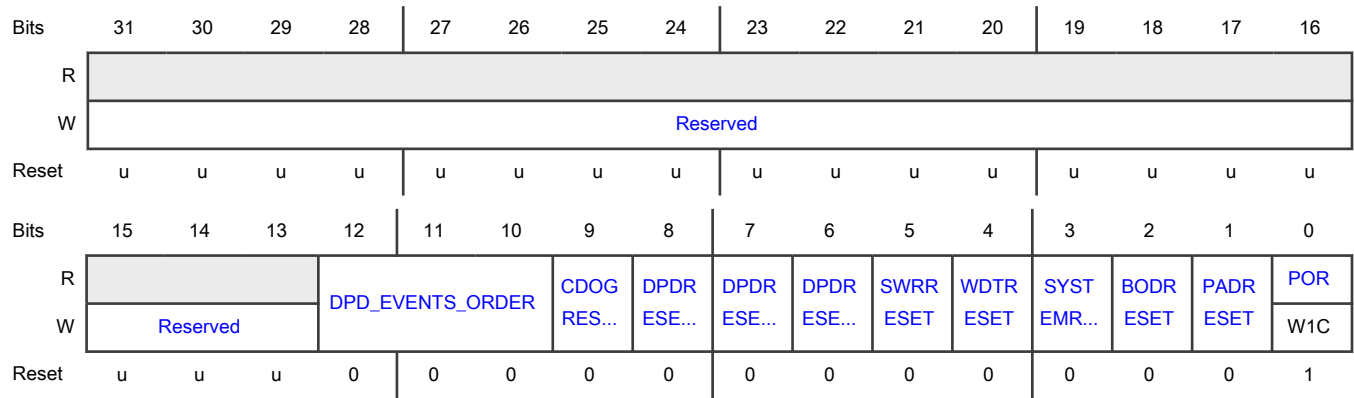 Bits 31 30 29 28 27 26 25 24 23 22 21 20 19 18 17 16
R
W Reserved
Reset u u u u u u u u u u u u u u u u
Bits 15 14 13 12 11 10 9 8 7 6 5 4 3 2 1 0
R DPD_EVENTS_ORDER CDOG RES... DPDR ESE... DPDR ESE... DPDR ESE... SWRR ESET WDTR ESET SYST EMR... BODR ESET PADR ESET POR
W Reserved W1C
Reset u u u 0 0 0 0 0 0 0 0 0 0 0 0 1